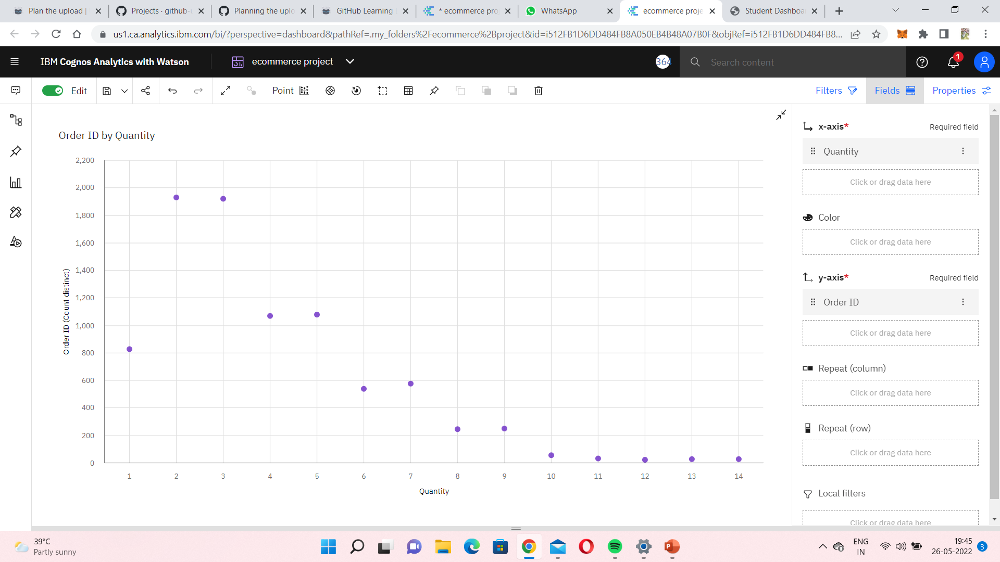 Plan the upload |
Projects · github-u
Planning the uplo
GitHub Learning L
* ecommerce proj
WhatsApp
ecommerce proje
Student Dashboar
us1.ca.analytics.ibm.com/bi/?perspective=dashboard&pathRef=.my_folders%2Fecommerce%2Bproject&id=i512FB1D6DD484FB8A050EB4B48A07B0F&objRef=i512FB1D6DD484FB8...
IBM Cognos Analytics with Watson
ecommerce project
364
Search content
1
Edit
Point
Filters
Fields
Properties
Order ID by Quantity
2,200
2,000
1,800
1,600
1,400
1,200
1,000
800
600
400
200
0
Order ID (Count distinct)
1 2 3 4 5 6 7 8 9 10 11 12 13 14
Quantity
x-axis* Required field
Quantity
Click or drag data here
Color
Click or drag data here
y-axis* Required field
Order ID
Click or drag data here
Repeat (column)
Click or drag data here
Repeat (row)
Click or drag data here
Local filters
Click or drag data here
39°C
Partly sunny
ENG
IN
19:45
26-05-2022
3